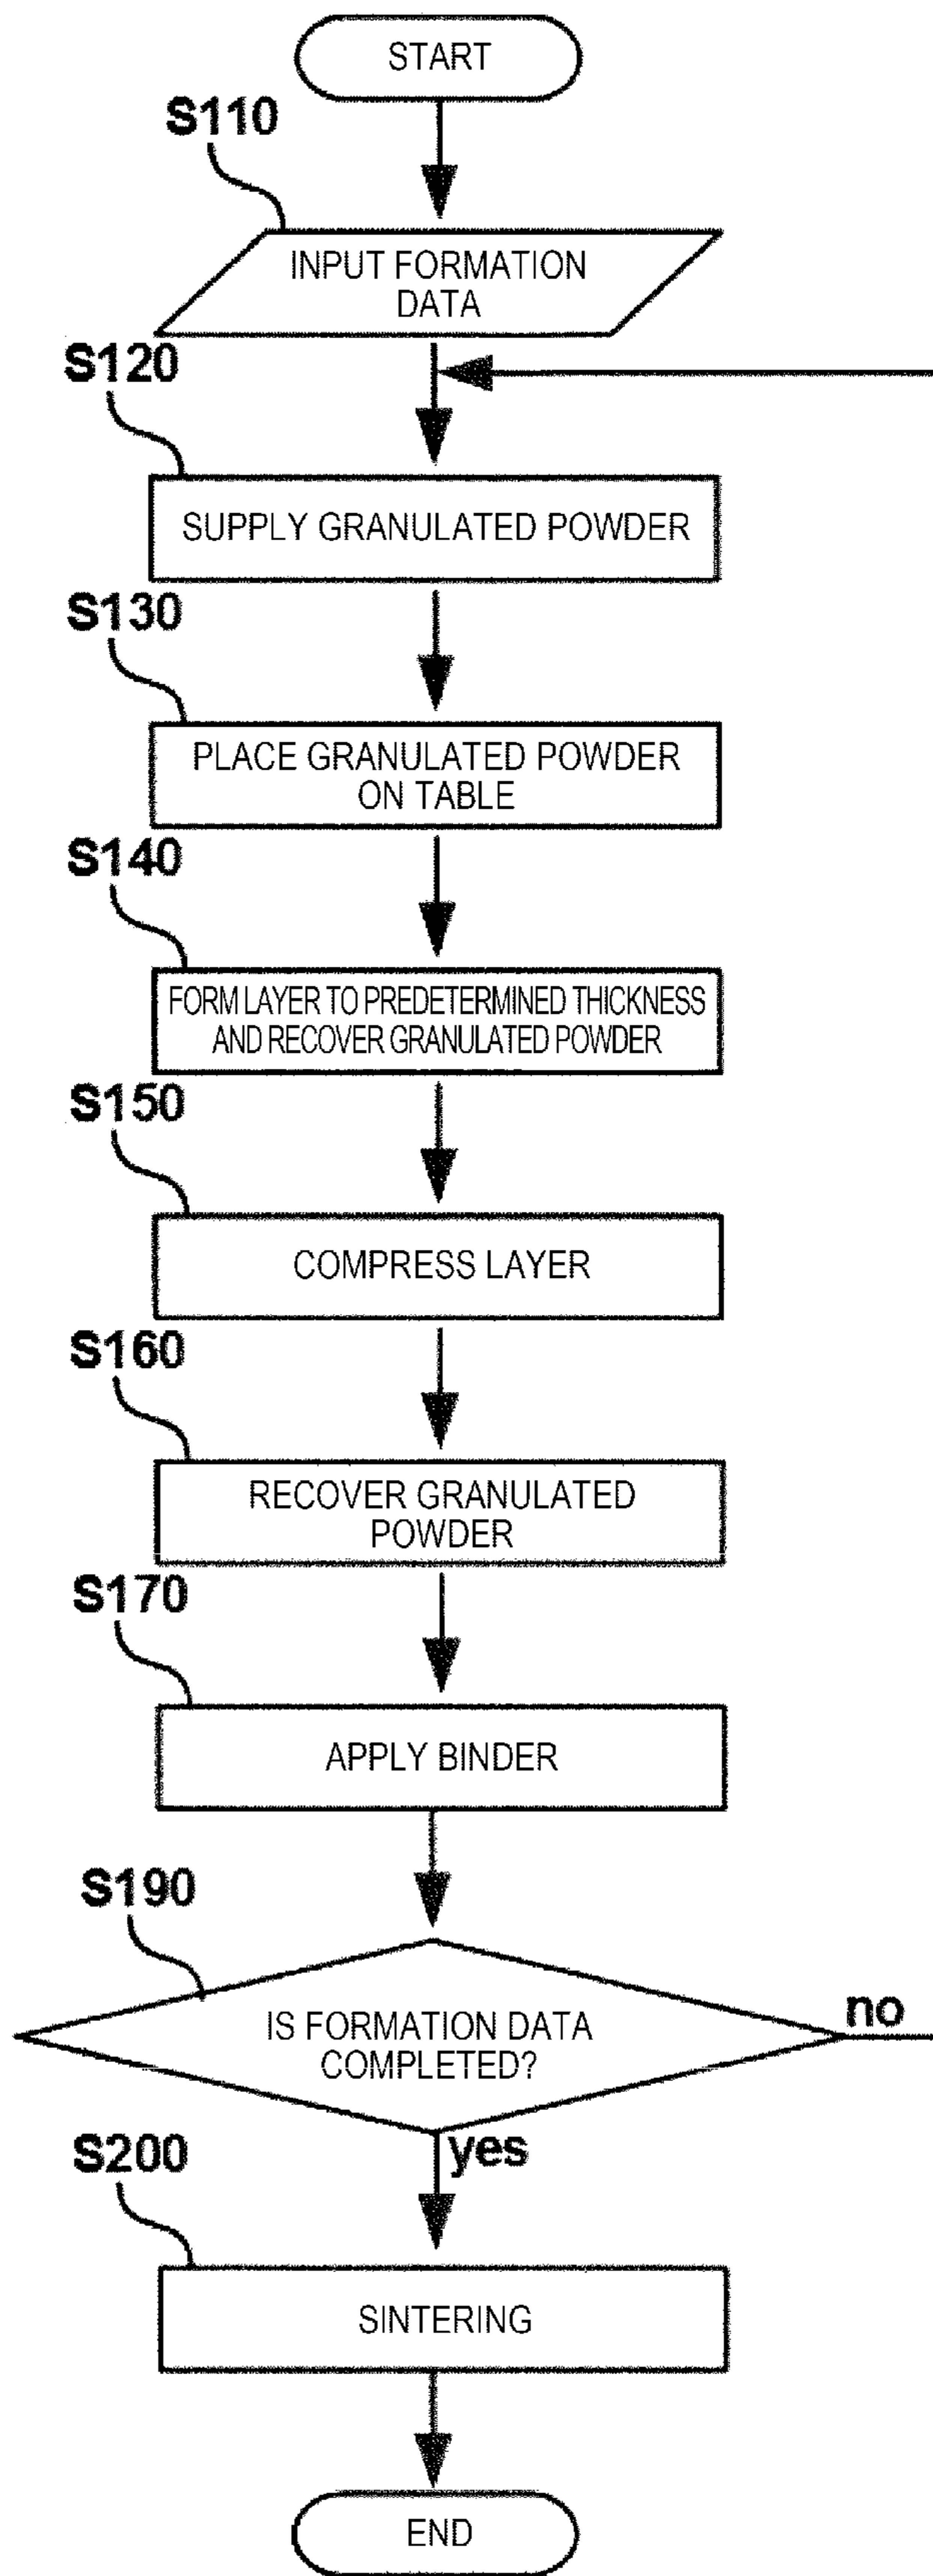 START
S110
INPUT FORMATION
DATA
S120
SUPPLY GRANULATED POWDER
S130
PLACE GRANULATED POWDER
ON TABLE
S140
FORM LAYER TO PREDETERMINED THICKNESS
AND RECOVER GRANULATED POWDER
S150
COMPRESS LAYER
S160
RECOVER GRANULATED
POWDER
S170
APPLY BINDER
S190
IS FORMATION DATA
COMPLETED?
no
yes
S200
SINTERING
END